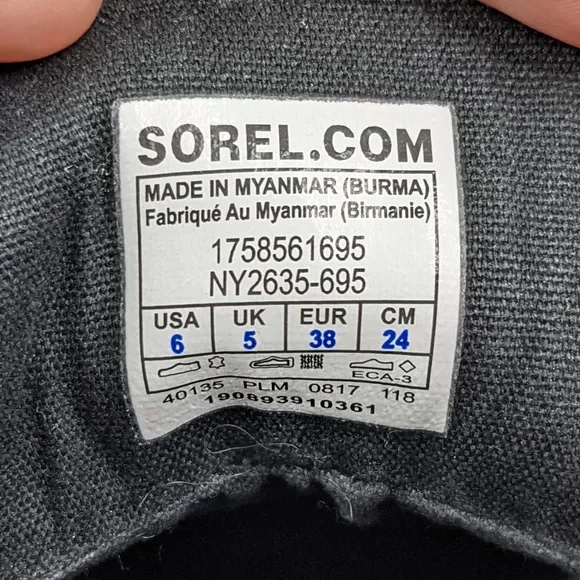 SOREL.COM
MADE IN MYANMAR (BURMA)
Fabriqué Au Myanmar (Birmanie)
1758561695
NY2635-695
USA UK EUR CM
6 5 38 24
ECA-3
40135 PLM 0817 118
190893910361